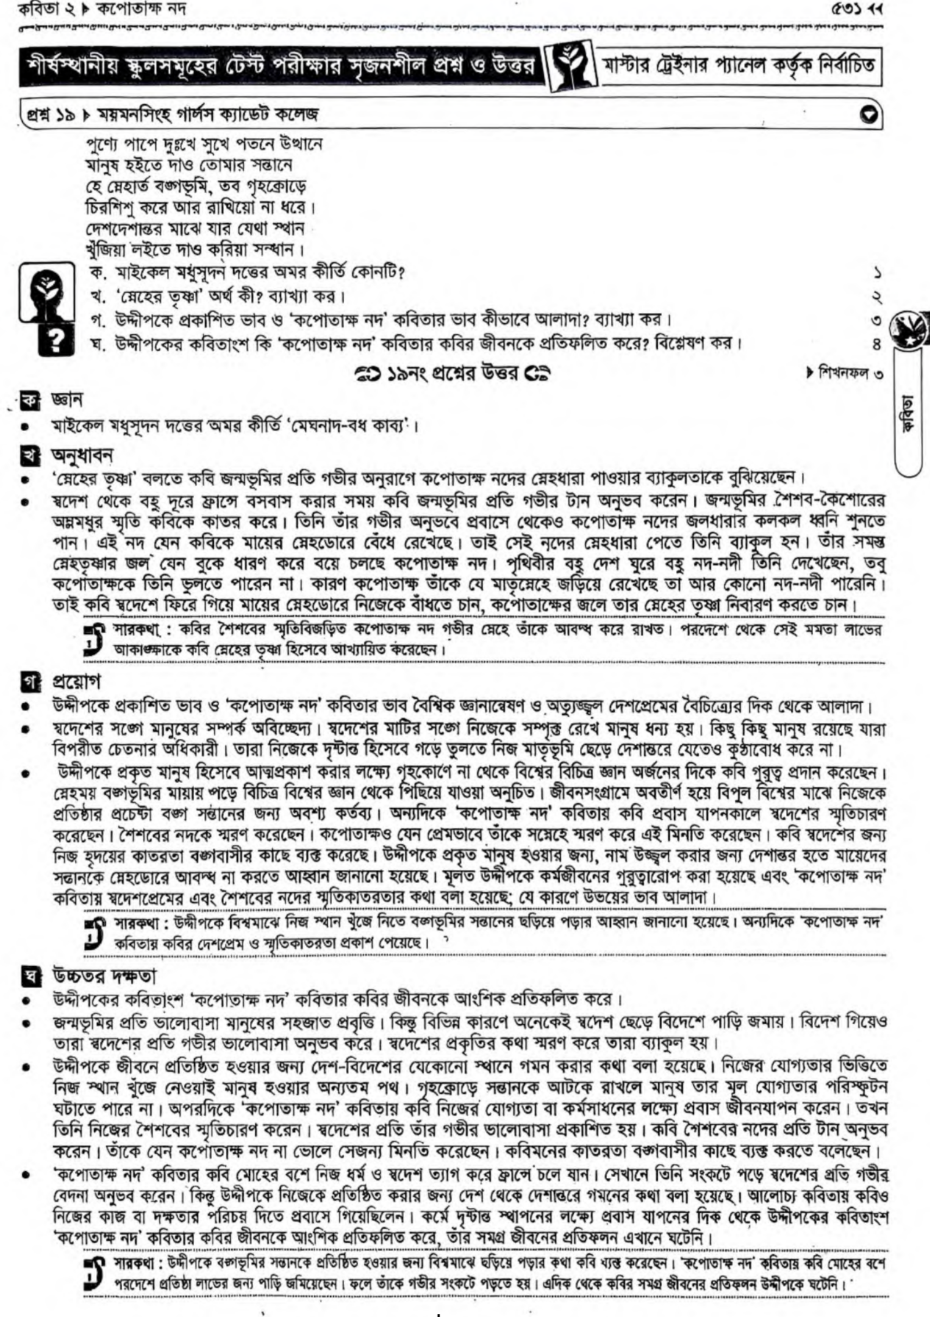 কবিতা ২ ▶ কপোতাক্ষ নদ
৫৩১ ◀◀
শীর্ষস্থানীয় স্কুলসমূহের টেস্ট পরীক্ষার সৃজনশীল প্রশ্ন ও উত্তর
মাস্টার ট্রেইনার প্যানেল কর্তৃক নির্বাচিত
প্রশ্ন ১৯ ▶ ময়মনসিংহ গার্লস ক্যাডেট কলেজ
পুণ্যে পাপে দুঃখে সুখে পতনে উত্থানে
মানুষ হইতে দাও তোমার সন্তানে
হে স্নেহার্ত বঙ্গভূমি, তব গৃহক্রোড়ে
চিরশিশু করে আর রাখিয়ো না ধরে।
দেশদেশান্তর মাঝে যার যেথা স্থান
খুঁজিয়া লইতে দাও করিয়া সন্ধান।
ক. মাইকেল মধুসূদন দত্তের অমর কীর্তি কোনটি? ১
খ. ‘স্নেহের তৃষ্ণা’ অর্থ কী? ব্যাখ্যা কর। ২
গ. উদ্দীপকে প্রকাশিত ভাব ও ‘কপোতাক্ষ নদ’ কবিতার ভাব কীভাবে আলাদা? ব্যাখ্যা কর। ৩
ঘ. উদ্দীপকের কবিতাংশ কি ‘কপোতাক্ষ নদ’ কবিতার কবির জীবনকে প্রতিফলিত করে? বিশ্লেষণ কর। ৪
১৯নং প্রশ্নের উত্তর
▶ শিখনফল ৩
কবিতা
ক জ্ঞান
• মাইকেল মধুসূদন দত্তের অমর কীর্তি ‘মেঘনাদ-বধ কাব্য’।
খ অনুধাবন
• ‘স্নেহের তৃষ্ণা’ বলতে কবি জন্মভূমির প্রতি গভীর অনুরাগে কপোতাক্ষ নদের স্নেহধারা পাওয়ার ব্যাকুলতাকে বুঝিয়েছেন।
• স্বদেশ থেকে বহু দূরে ফ্রান্সে বসবাস করার সময় কবি জন্মভূমির প্রতি গভীর টান অনুভব করেন। জন্মভূমির শৈশব-কৈশোরের
অম্লমধুর স্মৃতি কবিকে কাতর করে। তিনি তাঁর গভীর অনুভবে প্রবাসে থেকেও কপোতাক্ষ নদের জলধারার কলকল ধ্বনি শুনতে
পান। এই নদ যেন কবিকে মায়ের স্নেহডোরে বেঁধে রেখেছে। তাই সেই নদের স্নেহধারা পেতে তিনি ব্যাকুল হন। তাঁর সমস্ত
স্নেহতৃষ্ণার জল যেন বুকে ধারণ করে বয়ে চলছে কপোতাক্ষ নদ। পৃথিবীর বহু দেশ ঘুরে বহু নদ-নদী তিনি দেখেছেন, তবু
কপোতাক্ষকে তিনি ভুলতে পারেন না। কারণ কপোতাক্ষ তাঁকে যে মাতৃস্নেহে জড়িয়ে রেখেছে তা আর কোনো নদ-নদী পারেনি।
তাই কবি স্বদেশে ফিরে গিয়ে মায়ের স্নেহডোরে নিজেকে বাঁধতে চান, কপোতাক্ষের জলে তার স্নেহের তৃষ্ণা নিবারণ করতে চান।
সারকথা : কবির শৈশবের স্মৃতিবিজড়িত কপোতাক্ষ নদ গভীর স্নেহে তাঁকে আবদ্ধ করে রাখত। পরদেশে থেকে সেই মমতা লাভের
আকাঙ্ক্ষাকে কবি স্নেহের তৃষ্ণা হিসেবে আখ্যায়িত করেছেন।
গ প্রয়োগ
• উদ্দীপকে প্রকাশিত ভাব ও ‘কপোতাক্ষ নদ’ কবিতার ভাব বৈশ্বিক জ্ঞানান্বেষণ ও অত্যুজ্জ্বল দেশপ্রেমের বৈচিত্র্যের দিক থেকে আলাদা।
• স্বদেশের সঙ্গে মানুষের সম্পর্ক অবিচ্ছেদ্য। স্বদেশের মাটির সঙ্গে নিজেকে সম্পৃক্ত রেখে মানুষ ধন্য হয়। কিছু কিছু মানুষ রয়েছে যারা
বিপরীত চেতনার অধিকারী। তারা নিজেকে দৃষ্টান্ত হিসেবে গড়ে তুলতে নিজ মাতৃভূমি ছেড়ে দেশান্তরে যেতেও কুণ্ঠাবোধ করে না।
• উদ্দীপকে প্রকৃত মানুষ হিসেবে আত্মপ্রকাশ করার লক্ষ্যে গৃহকোণে না থেকে বিশ্বের বিচিত্র জ্ঞান অর্জনের দিকে কবি গুরুত্ব প্রদান করেছেন।
স্নেহময় বঙ্গভূমির মায়ায় পড়ে বিচিত্র বিশ্বের জ্ঞান থেকে পিছিয়ে যাওয়া অনুচিত। জীবনসংগ্রামে অবতীর্ণ হয়ে বিপুল বিশ্বের মাঝে নিজেকে
প্রতিষ্ঠার প্রচেষ্টা বঙ্গ সন্তানের জন্য অবশ্য কর্তব্য। অন্যদিকে ‘কপোতাক্ষ নদ’ কবিতায় কবি প্রবাস যাপনকালে স্বদেশের স্মৃতিচারণ
করেছেন। শৈশবের নদকে স্মরণ করেছেন। কপোতাক্ষও যেন প্রেমভাবে তাঁকে সস্নেহে স্মরণ করে এই মিনতি করেছেন। কবি স্বদেশের জন্য
নিজ হৃদয়ের কাতরতা বঙ্গবাসীর কাছে ব্যক্ত করেছে। উদ্দীপকে প্রকৃত মানুষ হওয়ার জন্য, নাম উজ্জ্বল করার জন্য দেশান্তর হতে মায়েদের
সন্তানকে স্নেহডোরে আবদ্ধ না করতে আহ্বান জানানো হয়েছে। মূলত উদ্দীপকে কর্মজীবনের গুরুত্বারোপ করা হয়েছে এবং ‘কপোতাক্ষ নদ’
কবিতায় স্বদেশপ্রেমের এবং শৈশবের নদের স্মৃতিকাতরতার কথা বলা হয়েছে; যে কারণে উভয়ের ভাব আলাদা।
সারকথা : উদ্দীপকে বিশ্বমাঝে নিজ স্থান খুঁজে নিতে বঙ্গভূমির সন্তানের ছড়িয়ে পড়ার আহ্বান জানানো হয়েছে। অন্যদিকে ‘কপোতাক্ষ নদ’
কবিতায় কবির দেশপ্রেম ও স্মৃতিকাতরতা প্রকাশ পেয়েছে।
ঘ উচ্চতর দক্ষতা
• উদ্দীপকের কবিতাংশ ‘কপোতাক্ষ নদ’ কবিতার কবির জীবনকে আংশিক প্রতিফলিত করে।
• জন্মভূমির প্রতি ভালোবাসা মানুষের সহজাত প্রবৃত্তি। কিন্তু বিভিন্ন কারণে অনেকেই স্বদেশ ছেড়ে বিদেশে পাড়ি জমায়। বিদেশ গিয়েও
তারা স্বদেশের প্রতি গভীর ভালোবাসা অনুভব করে। স্বদেশের প্রকৃতির কথা স্মরণ করে তারা ব্যাকুল হয়।
• উদ্দীপকে জীবনে প্রতিষ্ঠিত হওয়ার জন্য দেশ-বিদেশের যেকোনো স্থানে গমন করার কথা বলা হয়েছে। নিজের যোগ্যতার ভিত্তিতে
নিজ স্থান খুঁজে নেওয়াই মানুষ হওয়ার অন্যতম পথ। গৃহক্রোড়ে সন্তানকে আটকে রাখলে মানুষ তার মূল যোগ্যতার পরিস্ফুটন
ঘটাতে পারে না। অপরদিকে ‘কপোতাক্ষ নদ’ কবিতায় কবি নিজের যোগ্যতা বা কর্মসাধনের লক্ষ্যে প্রবাস জীবনযাপন করেন। তখন
তিনি নিজের শৈশবের স্মৃতিচারণ করেন। স্বদেশের প্রতি তাঁর গভীর ভালোবাসা প্রকাশিত হয়। কবি শৈশবের নদের প্রতি টান অনুভব
করেন। তাঁকে যেন কপোতাক্ষ নদ না ভোলে সেজন্য মিনতি করেছেন। কবিমনের কাতরতা বঙ্গবাসীর কাছে ব্যক্ত করতে বলেছেন।
• ‘কপোতাক্ষ নদ’ কবিতার কবি মোহের বশে নিজ ধর্ম ও স্বদেশ ত্যাগ করে ফ্রান্সে চলে যান। সেখানে তিনি সংকটে পড়ে স্বদেশের প্রতি গভীর
বেদনা অনুভব করেন। কিন্তু উদ্দীপকে নিজেকে প্রতিষ্ঠিত করার জন্য দেশ থেকে দেশান্তরে গমনের কথা বলা হয়েছে। আলোচ্য কবিতায় কবিও
নিজের কাজ বা দক্ষতার পরিচয় দিতে প্রবাসে গিয়েছিলেন। কর্মে দৃষ্টান্ত স্থাপনের লক্ষ্যে প্রবাস যাপনের দিক থেকে উদ্দীপকের কবিতাংশ
‘কপোতাক্ষ নদ’ কবিতার কবির জীবনকে আংশিক প্রতিফলিত করে, তাঁর সমগ্র জীবনের প্রতিফলন এখানে ঘটেনি।
সারকথা : উদ্দীপকে বঙ্গভূমির সন্তানকে প্রতিষ্ঠিত হওয়ার জন্য বিশ্বমাঝে ছড়িয়ে পড়ার কথা কবি ব্যক্ত করেছেন। ‘কপোতাক্ষ নদ’ কবিতায় কবি মোহের বশে
পরদেশে প্রতিষ্ঠা লাভের জন্য পাড়ি জমিয়েছেন। ফলে তাঁকে গভীর সংকটে পড়তে হয়। এদিক থেকে কবির সমগ্র জীবনের প্রতিফলন উদ্দীপকে ঘটেনি।